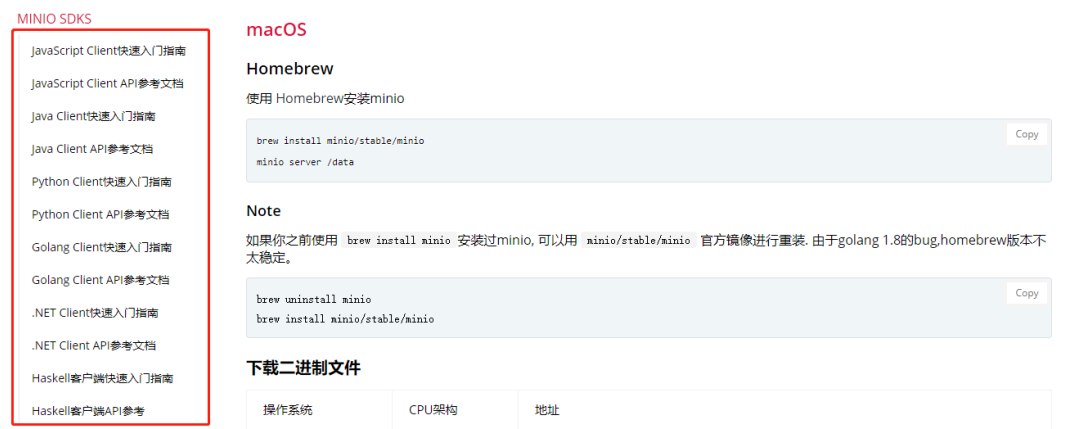 MINIO SDKS
JavaScript Client快速入门指南
JavaScript Client API参考文档
Java Client快速入门指南
Java Client API参考文档
Python Client快速入门指南
Python Client API参考文档
Golang Client快速入门指南
Golang Client API参考文档
.NET Client快速入门指南
.NET Client API参考文档
Haskell客户端快速入门指南
Haskell客户端API参考
macOS
Homebrew
使用 Homebrew安装minio
Copy
brew install minio/stable/minio
minio server /data
Note
如果你之前使用 brew install minio 安装过minio, 可以用 minio/stable/minio 官方镜像进行重装. 由于golang 1.8的bug,homebrew版本不
太稳定。
Copy
brew uninstall minio
brew install minio/stable/minio
下载二进制文件
操作系统 CPU架构 地址